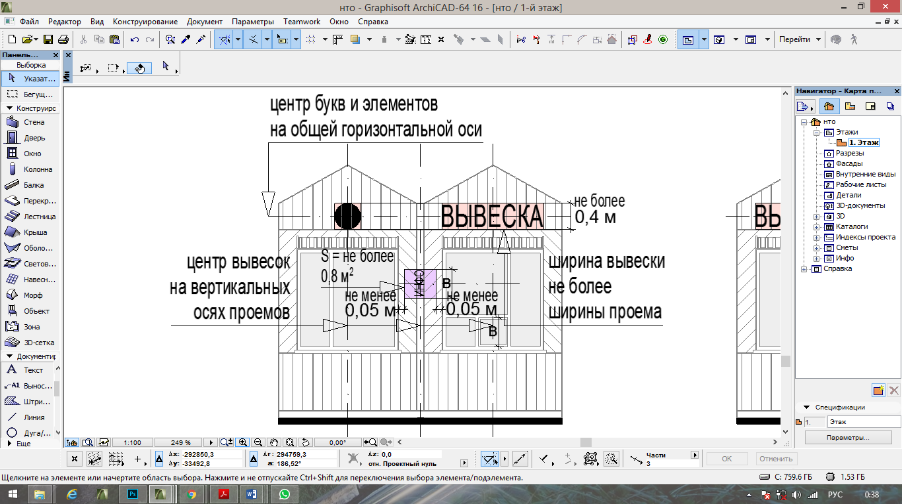 нто - Graphisoft ArchiCAD-64 16 - [нто / 1-й этаж]
Файл Редактор Вид Конструирование Документ Параметры Teamwork Окно Справка
Перейти
Панель...
Выборка
Указат...
Бегущ...
Конструирс
Стена
Дверь
Окно
Колонна
Балка
Перекр...
Лестница
Крыша
Оболо...
Светов...
Навесн...
Морф
Объект
Зона
3D-сетка
Документи
Текст
Вынос...
Штри...
Линия
Дуга/...
Еще
центр букв и элементов
на общей горизонтальной оси
ВЫВЕСКА
не более
0,4 м
ВЫ
S = не более
0,8 м²
центр вывесок
на вертикальных
осях проемов
не менее
0,05 м
В
не менее
0,05 м
В
ширина вывески
не более
ширины проема
Навигатор - Карта п...
нто
Этажи
1. Этаж
Разрезы
Фасады
Внутренние виды
Рабочие листы
Детали
3D-документы
3D
Каталоги
Индексы проекта
Сметы
Инфо
Справка
Спецификации
1. Этаж
Параметры...
1:100 249 % 0,00°
Δx: -292850,3
Δy: -33492,8
Δr: 294759,3
α: 186,52°
Δz: 0,0
отн. Проектный нуль
Части
3
OK Отменить
Щелкните на элементе или начертите область выбора. Нажмите и не отпускайте Ctrl+Shift для переключения выбора элемента/подэлемента.
C: 759.6 ГБ 1.53 ГБ
РУС 0:38